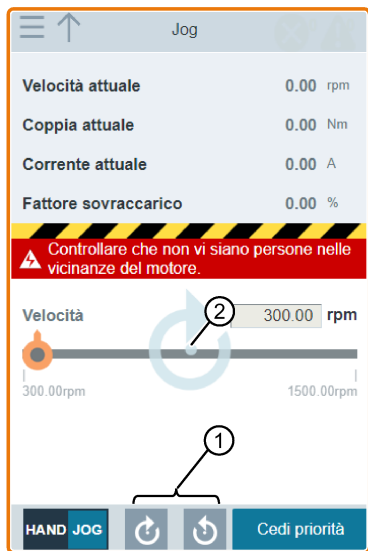 Jog
Velocità attuale 0.00 rpm
Coppia attuale 0.00 Nm
Corrente attuale 0.00 A
Fattore sovraccarico 0.00 %
Controllare che non vi siano persone nelle
vicinanze del motore.
Velocità 2 300.00 rpm
300.00rpm 1500.00rpm
1
HAND JOG Cedi priorità